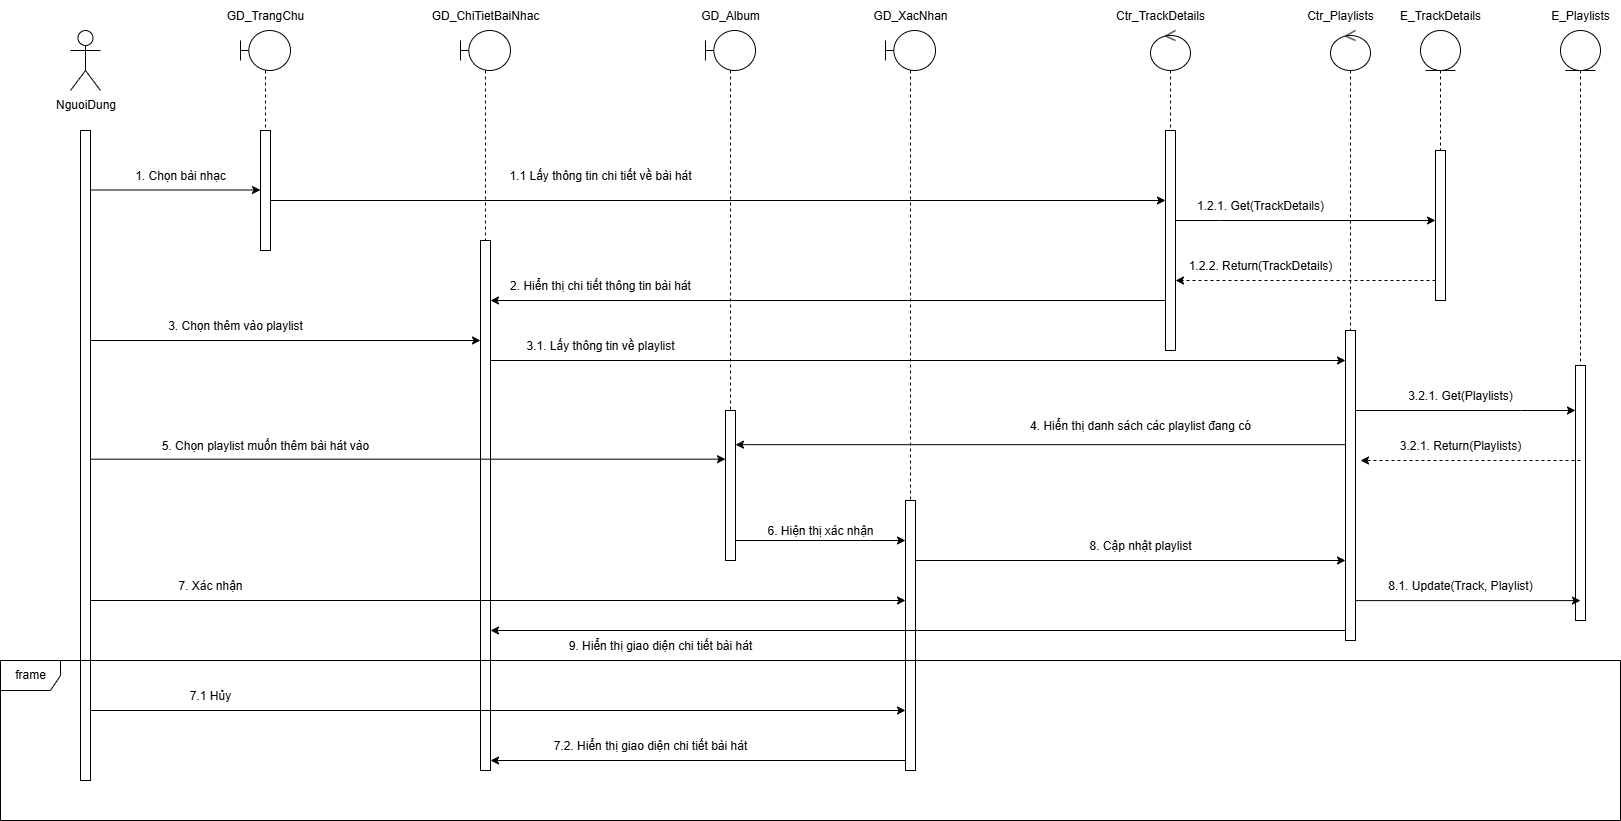 GD_TrangChu
GD_ChiTietBaiNhac
GD_Album
GD_XacNhan
Ctr_TrackDetails
Ctr_Playlists
E_TrackDetails
E_Playlists
NguoiDung
1. Chọn bài nhạc
1.1 Lấy thông tin chi tiết về bài hát
1.2.1. Get(TrackDetails)
1.2.2. Return(TrackDetails)
2. Hiển thị chi tiết thông tin bài hát
3. Chọn thêm vào playlist
3.1. Lấy thông tin về playlist
3.2.1. Get(Playlists)
4. Hiển thị danh sách các playlist đang có
5. Chọn playlist muốn thêm bài hát vào
3.2.1. Return(Playlists)
6. Hiện thị xác nhận
8. Cập nhật playlist
7. Xác nhận
8.1. Update(Track, Playlist)
9. Hiển thị giao diện chi tiết bài hát
frame
7.1 Hủy
7.2. Hiển thị giao diện chi tiết bài hát